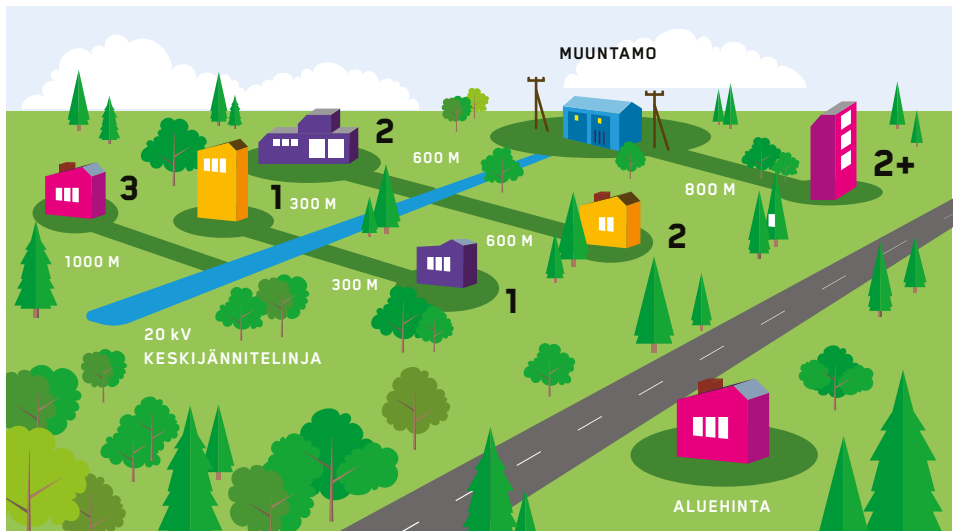 MUUNTAMO
2
600 M
2+
3
1
300 M
800 M
600 M
2
1000 M
300 M
1
20 kV
KESKIJÄNNITELINJA
ALUEHINTA